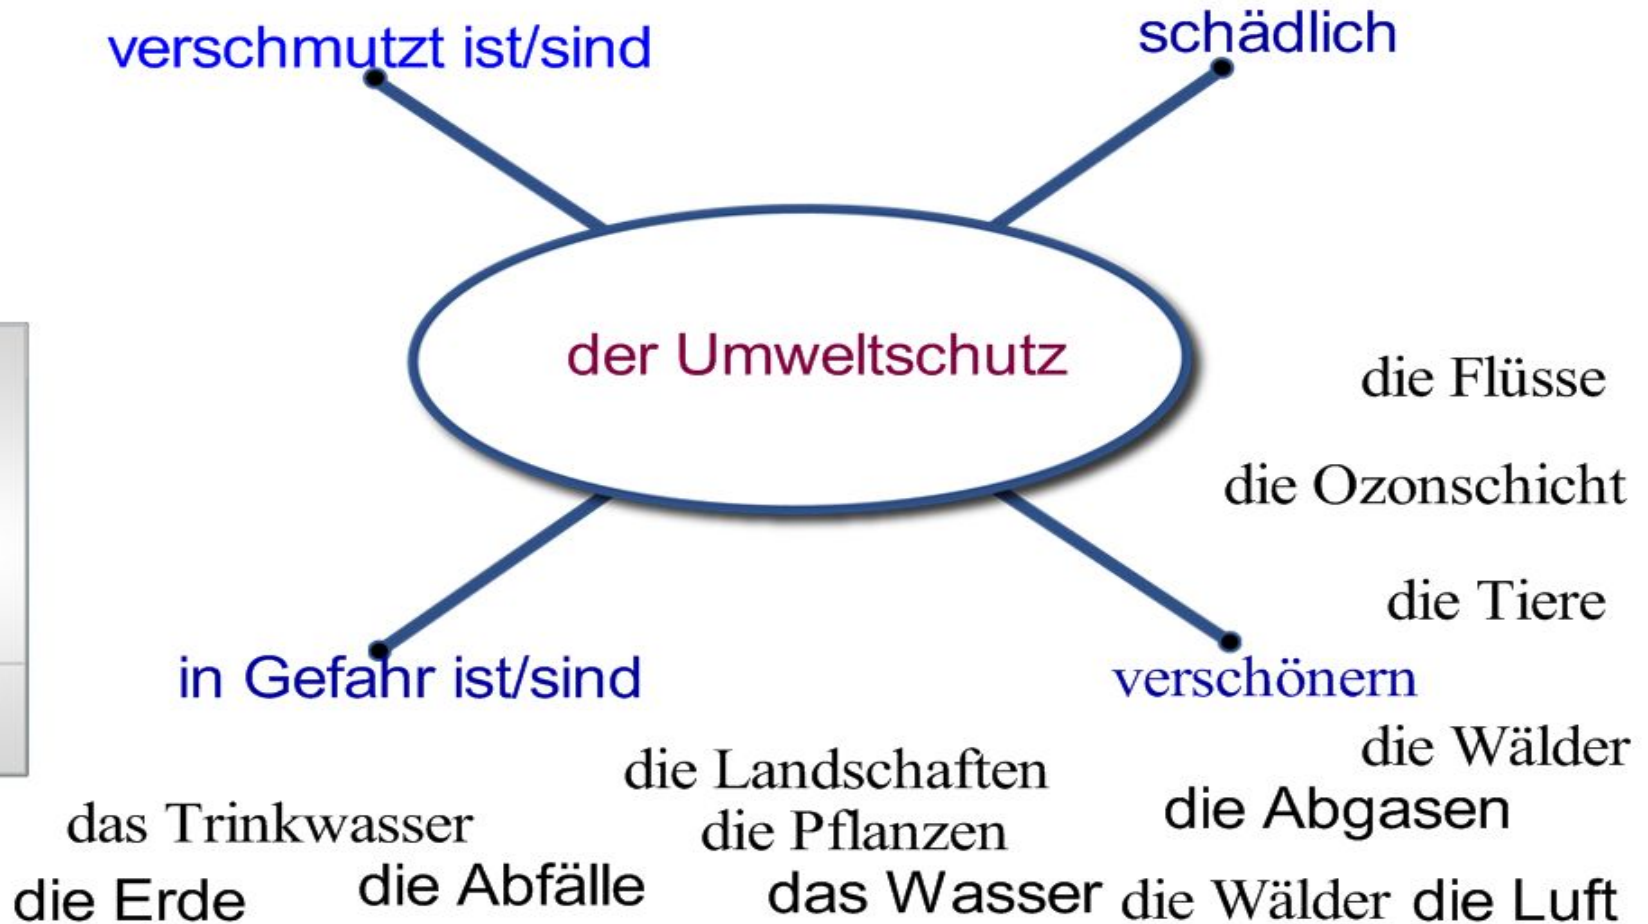 verschmutzt ist/sind
schädlich
der Umweltschutz
die Flüsse
die Ozonschicht
die Tiere
in Gefahr ist/sind
verschönern
die Wälder
die Landschaften
die Abgasen
das Trinkwasser
die Pflanzen
die Erde
die Abfälle
das Wasser
die Wälder
die Luft